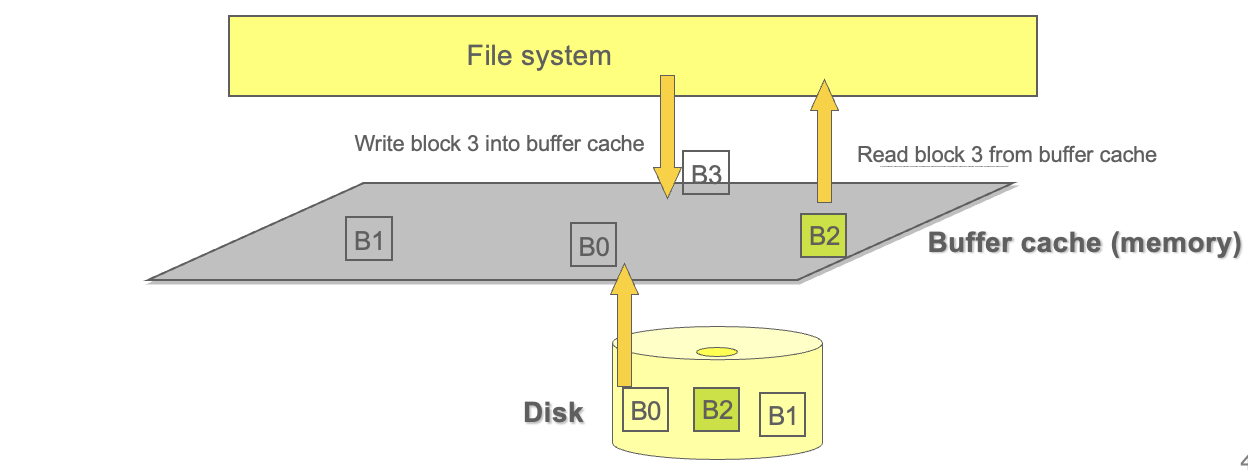 File system
Write block 3 into buffer cache
Read block 3 from buffer cache
B3
B1
B0
B2
Buffer cache (memory)
Disk
B0
B2
B1
4